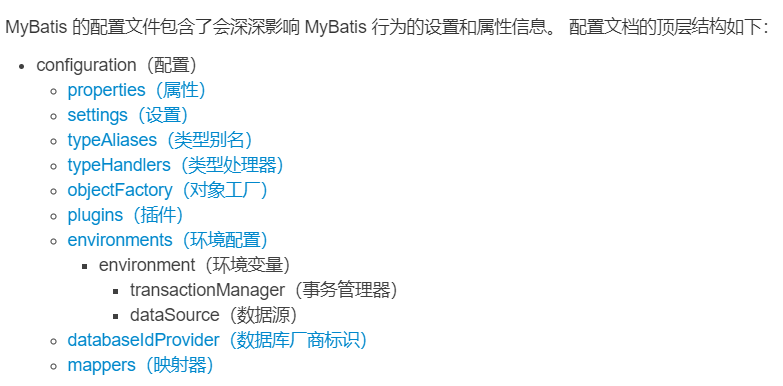 MyBatis 的配置文件包含了会深深影响 MyBatis 行为的设置和属性信息。 配置文档的顶层结构如下：
configuration（配置）
properties（属性）
settings（设置）
typeAliases（类型别名）
typeHandlers（类型处理器）
objectFactory（对象工厂）
plugins（插件）
environments（环境配置）
environment（环境变量）
transactionManager（事务管理器）
dataSource（数据源）
databaseIdProvider（数据库厂商标识）
mappers（映射器）